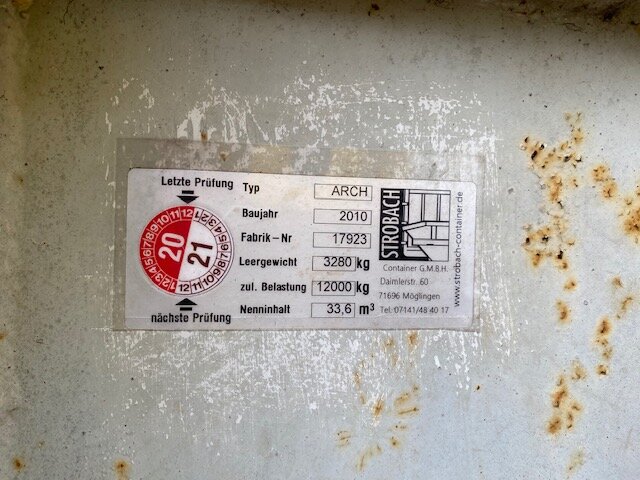 Letzte Prüfung
20
21
nächste Prüfung
Typ ARCH
Baujahr 2010
Fabrik-Nr 17923
Leergewicht 3280 kg
zul. Belastung 12000 kg
Nenninhalt 33,6 m³
STROBACH
Container G.M.B.H.
Daimlerstr. 60
71696 Möglingen
Tel. 07141/48 40 17
www.strobach-container.de